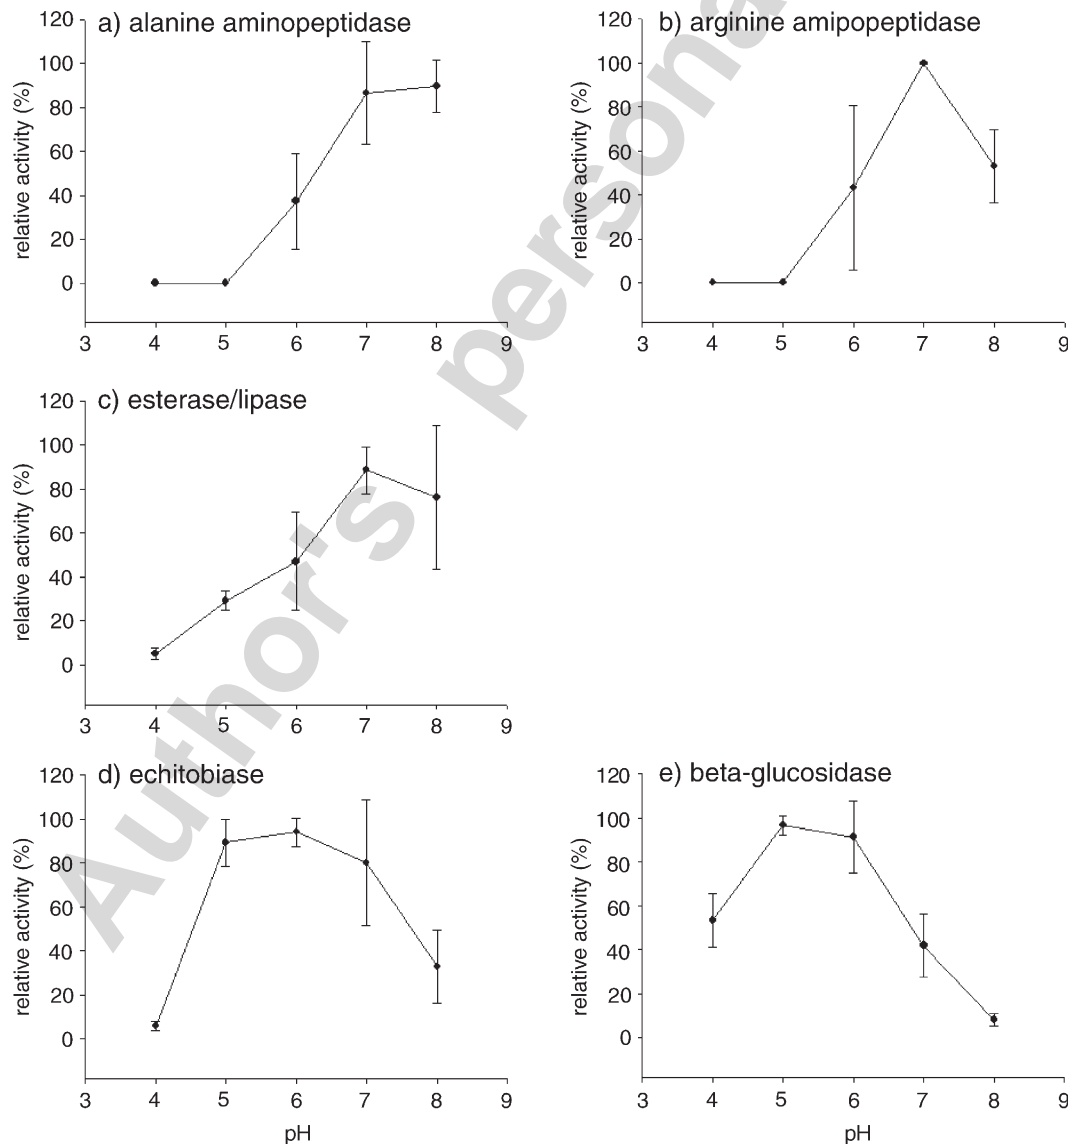 a) alanine aminopeptidase
relative activity (%)
120
100
80
60
40
20
0
3 4 5 6 7 8 9
b) arginine amipopeptidase
relative activity (%)
120
100
80
60
40
20
0
3 4 5 6 7 8 9
c) esterase/lipase
relative activity (%)
120
100
80
60
40
20
0
3 4 5 6 7 8 9
d) echitobiase
relative activity (%)
120
100
80
60
40
20
0
3 4 5 6 7 8 9
pH
e) beta-glucosidase
relative activity (%)
120
100
80
60
40
20
0
3 4 5 6 7 8 9
pH
Author's persona